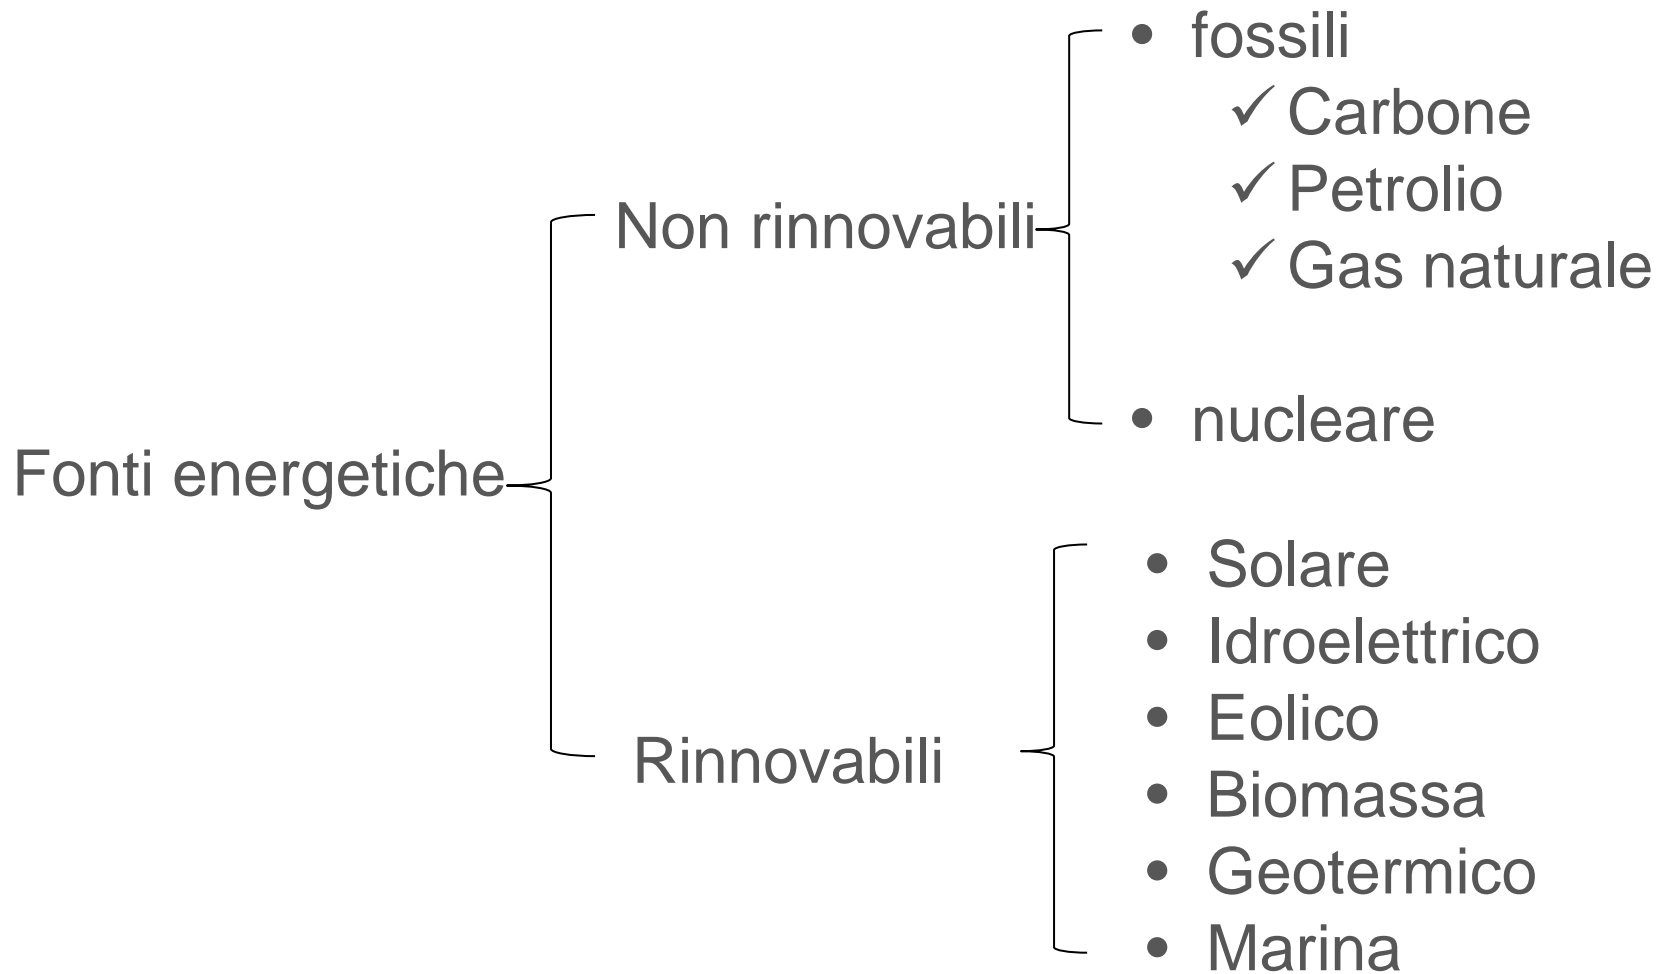 • fossili
✓ Carbone
✓ Petrolio
Non rinnovabili
✓ Gas naturale
• nucleare
Fonti energetiche
• Solare
• Idroelettrico
• Eolico
Rinnovabili
• Biomassa
• Geotermico
• Marina